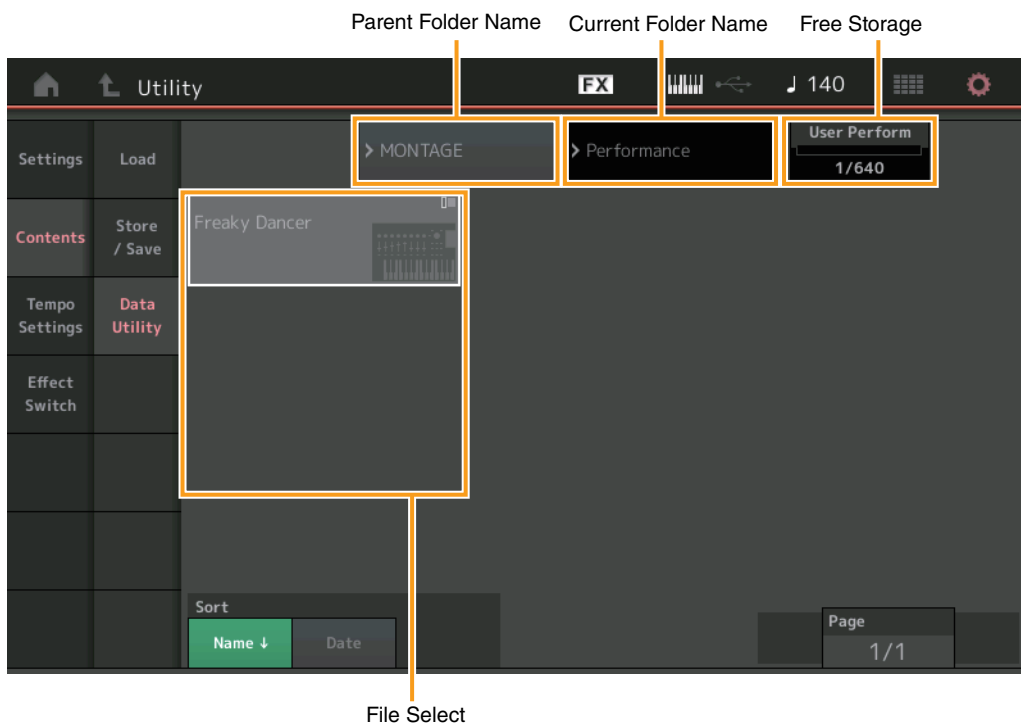 Parent Folder Name Current Folder Name Free Storage
Utility FX 140
Settings
Load
> MONTAGE
> Performance
User Perform
1/640
Contents
Store
/ Save
Freaky Dancer
Tempo
Settings
Data
Utility
Effect
Switch
Sort
Name ↓
Date
Page
1/1
File Select